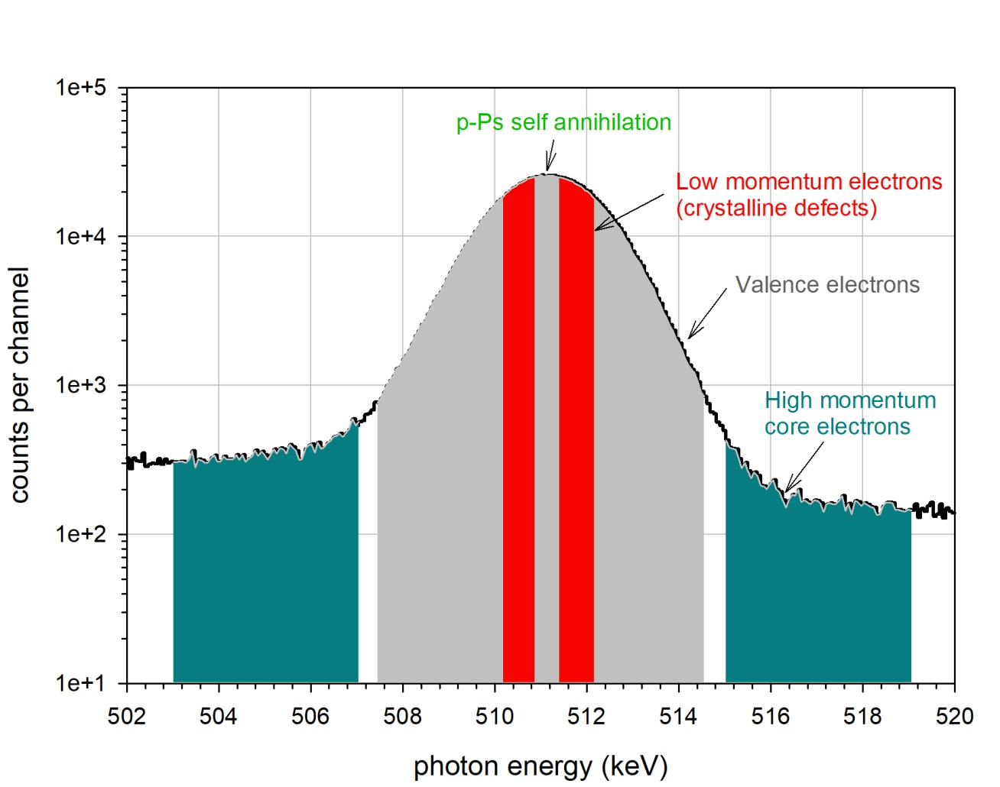 1e+5
p-Ps self annihilation
Low momentum electrons
(crystalline defects)
1e+4
Valence electrons
counts per channel
1e+3
High momentum
core electrons
1e+2
1e+1
502 504 506 508 510 512 514 516 518 520
photon energy (keV)